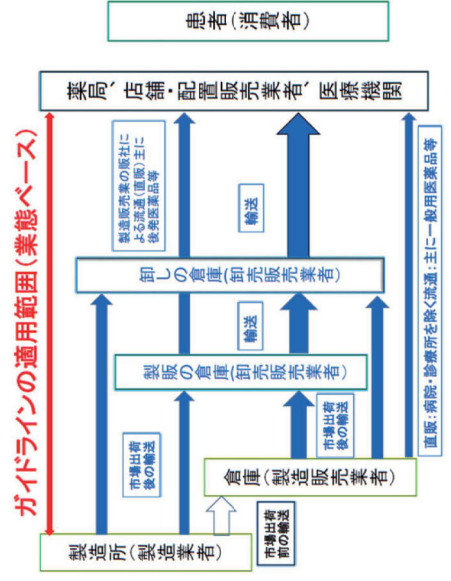 ガイドラインの適用範囲(業態ベース)
製造所(製造業者)
市場出荷
前の輸送
倉庫(製造販売業者)
市場出荷
後の輸送
市場出荷
後の輸送
製販の倉庫(卸売販売業者)
輸送
卸しの倉庫(卸売販売業者)
製造販売業の販社に
よる流通(直販)主に
後発医薬品等
輸送
薬局、店舗・配置販売業者、医療機関
患者(消費者)
直販:病院・診療所を除く流通:主に一般用医薬品等